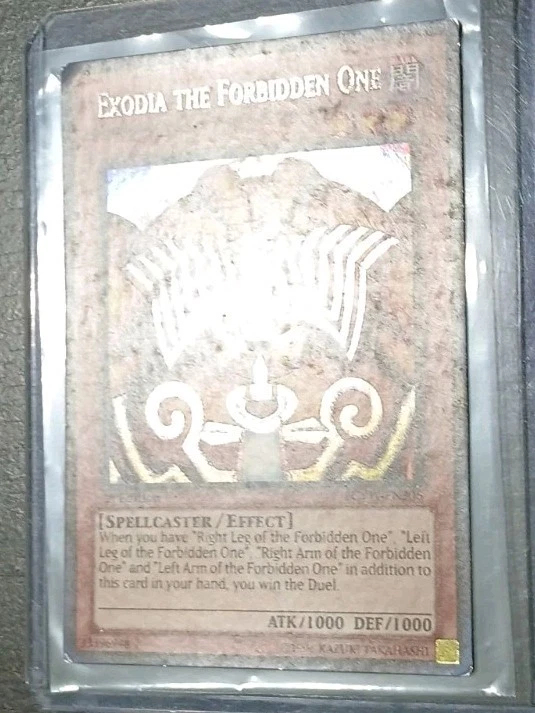 EXODIA THE FORBIDDEN ONE 闇
[SPELLCASTER/EFFECT]
When you have "Right Leg of the Forbidden One", "Left
Leg of the Forbidden One", "Right Arm of the Forbidden
One" and "Left Arm of the Forbidden One" in addition to
this card in your hand, you win the Duel.
ATK/1000 DEF/1000
KAZUKI TAKAHASHI